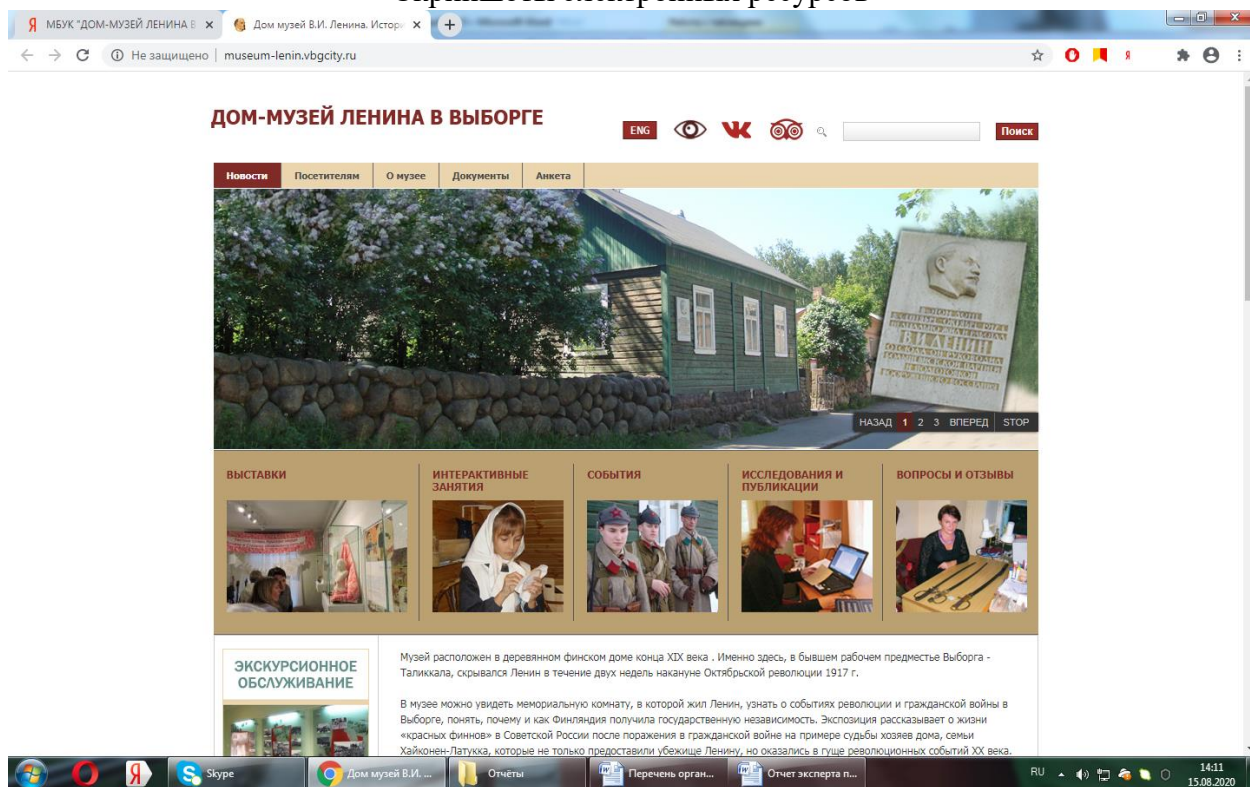 Скриншоты электронных ресурсов
МБУК "ДОМ-МУЗЕЙ ЛЕНИНА В
Дом музей В.И. Ленина. Истори
Не защищено | museum-lenin.vbgcity.ru
ДОМ-МУЗЕЙ ЛЕНИНА В ВЫБОРГЕ
ENG
Поиск
Новости Посетителям О музее Документы Анкета
В.И.ЛЕНИН
НАЗАД 1 2 3 ВПЕРЕД STOP
ВЫСТАВКИ
ИНТЕРАКТИВНЫЕ
ЗАНЯТИЯ
СОБЫТИЯ
ИССЛЕДОВАНИЯ И
ПУБЛИКАЦИИ
ВОПРОСЫ И ОТЗЫВЫ
ЭКСКУРСИОННОЕ
ОБСЛУЖИВАНИЕ
Музей расположен в деревянном финском доме конца XIX века . Именно здесь, в бывшем рабочем предместье Выборга -
Таликкала, скрывался Ленин в течение двух недель накануне Октябрьской революции 1917 г.
В музее можно увидеть мемориальную комнату, в которой жил Ленин, узнать о событиях революции и гражданской войны в
Выборге, понять, почему и как Финляндия получила государственную независимость. Экспозиция рассказывает о жизни
«красных финнов» в Советской России после поражения в гражданской войне на примере судьбы хозяев дома, семьи
Хайконен-Латукка, которые не только предоставили убежище Ленину, но оказались в гуще революционных событий XX века.
Skype
Дом музей В.И. ...
Отчёты
Перечень орган...
Отчет эксперта п...
RU
14:11
15.08.2020